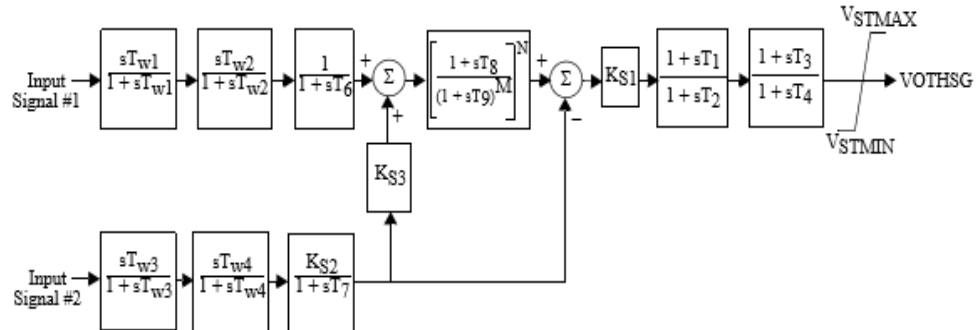 VSTMAX
sTw1
1 + sTw1
sTw2
1 + sTw2
1
1 + sT6
+
Σ
+
[1 + sT8
(1 + sT9)M]N
+
Σ
−
KS1
1 + sT1
1 + sT2
1 + sT3
1 + sT4
Input
Signal #1
VOTHSG
VSTMIN
KS3
Input
Signal #2
sTw3
1 + sTw3
sTw4
1 + sTw4
KS2
1 + sT7